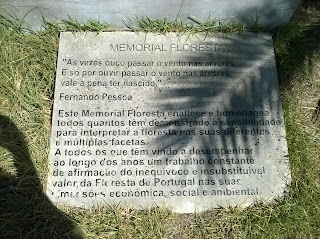 MEMORIAL FLORESTA
"Às vezes ouço passar o vento nas árvores,
E só por ouvir passar o vento nas árvores,
vale a pena ter nascido."
Fernando Pessoa
Este Memorial Floresta enaltece e homenageia
todos quantos têm demonstrado a sensibilidade
para interpretar a floresta nas suas diferentes
e múltiplas facetas.
A todos os que têm vindo a desempenhar
ao longo dos anos um trabalho constante
de afirmação do inequívoco e insubstituível
valor da Floresta de Portugal nas suas
económica, social e ambiental.